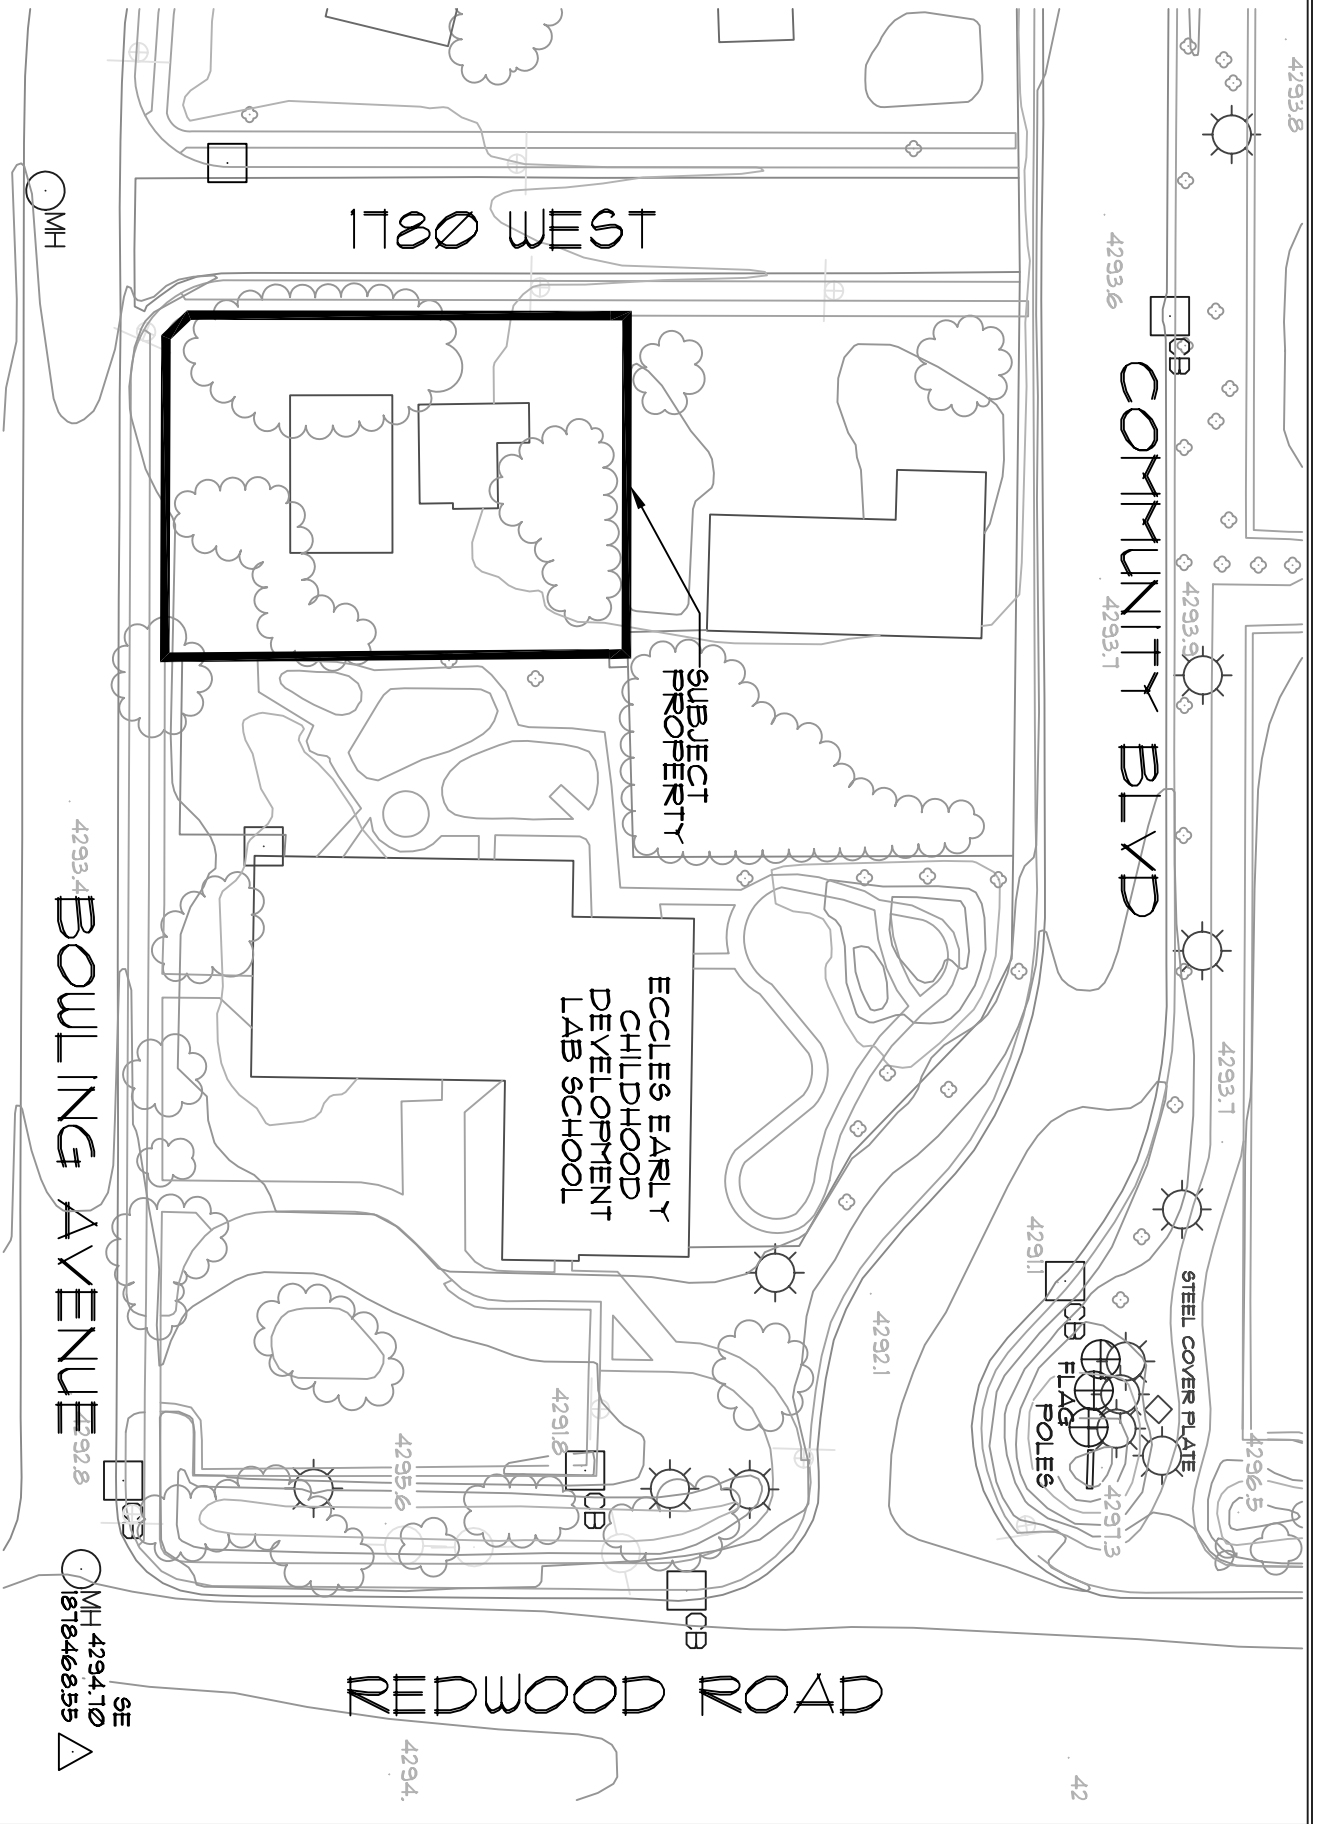 4293.8
MH
1780 WEST
4293.6
CB
COMMUNITY BLVD
4293.7
4293.9
SUBJECT
PROPERTY
4293.4
BOWLING AVENUE
ECCLES EARLY
CHILDHOOD
DEVELOPMENT
LAB SCHOOL
4293.7
4291.1
CB
STEEL COVER PLATE
FLAG
POLES
4292.1
4291.8
4295.6
4292.8
CB
CB
4296.5
4297.3
CB
SE
MH 4294.70
1878468.55
REDWOOD ROAD
4294.
42